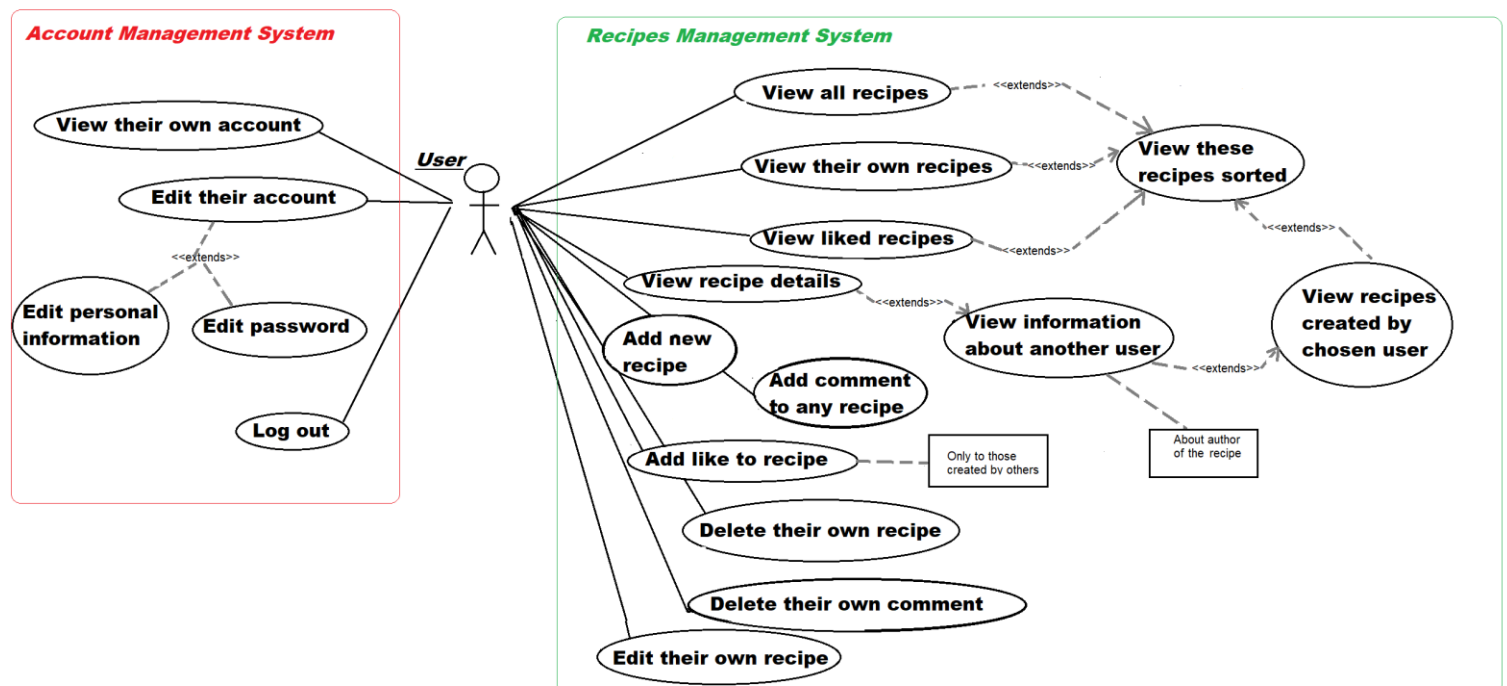 Account Management System
View their own account
Edit their account
<<extends>>
Edit personal
information
Edit password
Log out
User
Recipes Management System
View all recipes
<<extends>>
View these
recipes sorted
View their own recipes
<<extends>>
View liked recipes
<<extends>>
View recipe details
<<extends>>
View information
about another user
<<extends>>
View recipes
created by
chosen user
Add new
recipe
Add comment
to any recipe
About author
of the recipe
Add like to recipe
Only to those
created by others
Delete their own recipe
Delete their own comment
Edit their own recipe